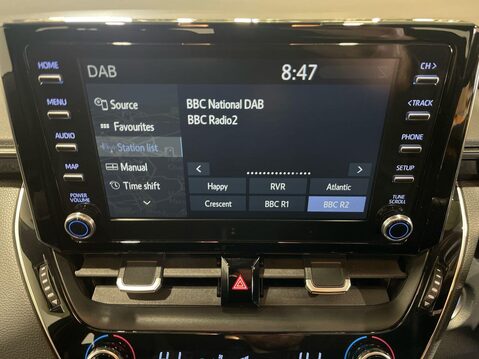 HOME
MENU
AUDIO
MAP
POWER
VOLUME
DAB
8:47
Source
Favourites
Station list
Manual
Time shift
BBC National DAB
BBC Radio2
Happy
RVR
Atlantic
Crescent
BBC R1
BBC R2
CH >
< TRACK
PHONE
SETUP
TUNE
SCROLL